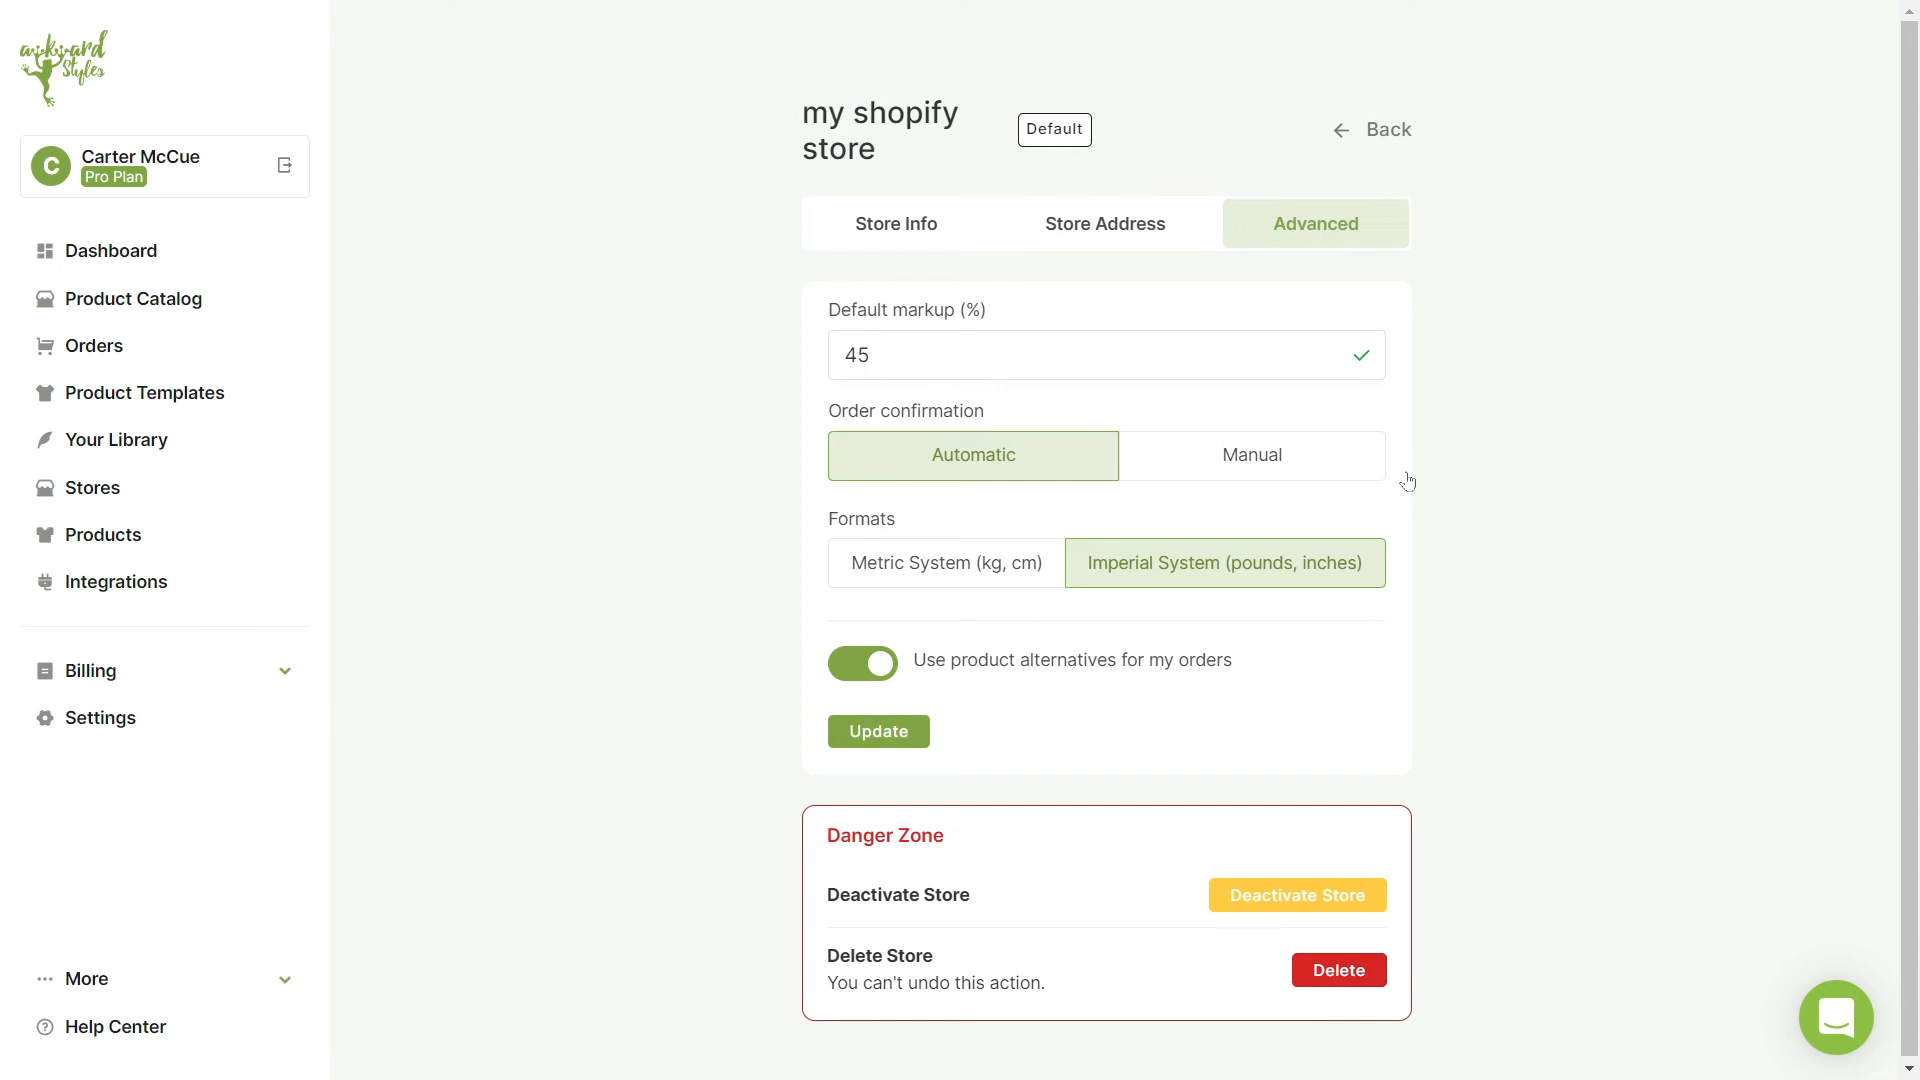 awkward
Styles
C
Carter McCue
Pro Plan
Dashboard
Product Catalog
Orders
Product Templates
Your Library
Stores
Products
Integrations
Billing
Settings
More
Help Center
my shopify
store
Default
Back
Store Info
Store Address
Advanced
Default markup (%)
45
Order confirmation
Automatic
Manual
Formats
Metric System (kg, cm)
Imperial System (pounds, inches)
Use product alternatives for my orders
Update
Danger Zone
Deactivate Store
Deactivate Store
Delete Store
You can't undo this action.
Delete